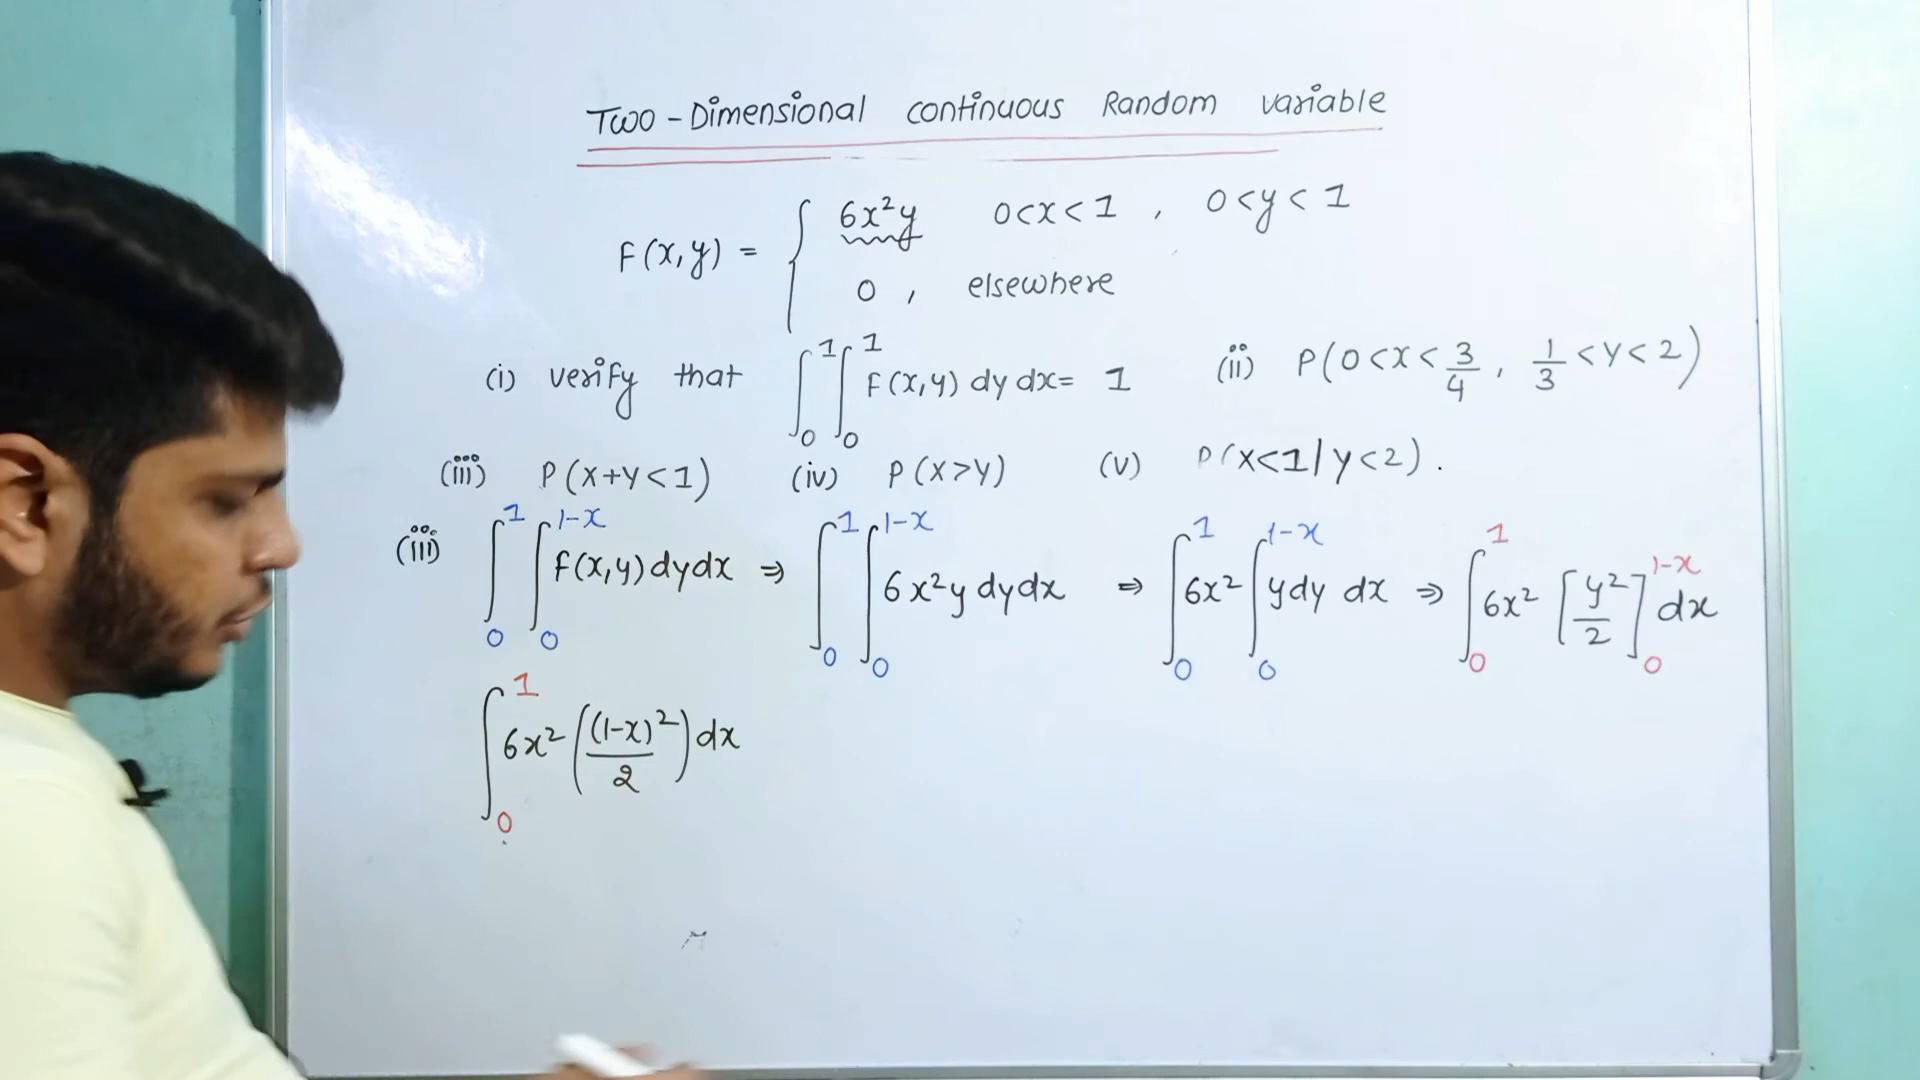 Two-Dimensional continuous Random variable
F(x,y) = { 6x²y 0<x<1 , 0<y<1
0 , elsewhere
(i) verify that ∫₀¹∫₀¹ F(x,y) dy dx = 1 (ii) P(0<x<3/4, 1/3<Y<2)
(iii) P(X+Y<1) (iv) P(X>Y) (v) P(X<1/Y<2).
(iii) ∫₀¹∫₀^{1-x} f(x,y)dydx ⇒ ∫₀¹∫₀^{1-x} 6x²y dydx ⇒ ∫₀¹ 6x² ∫₀^{1-x} ydy dx ⇒ ∫₀¹ 6x² [y²/2]₀^{1-x} dx
∫₀¹ 6x² ((1-x)²/2) dx